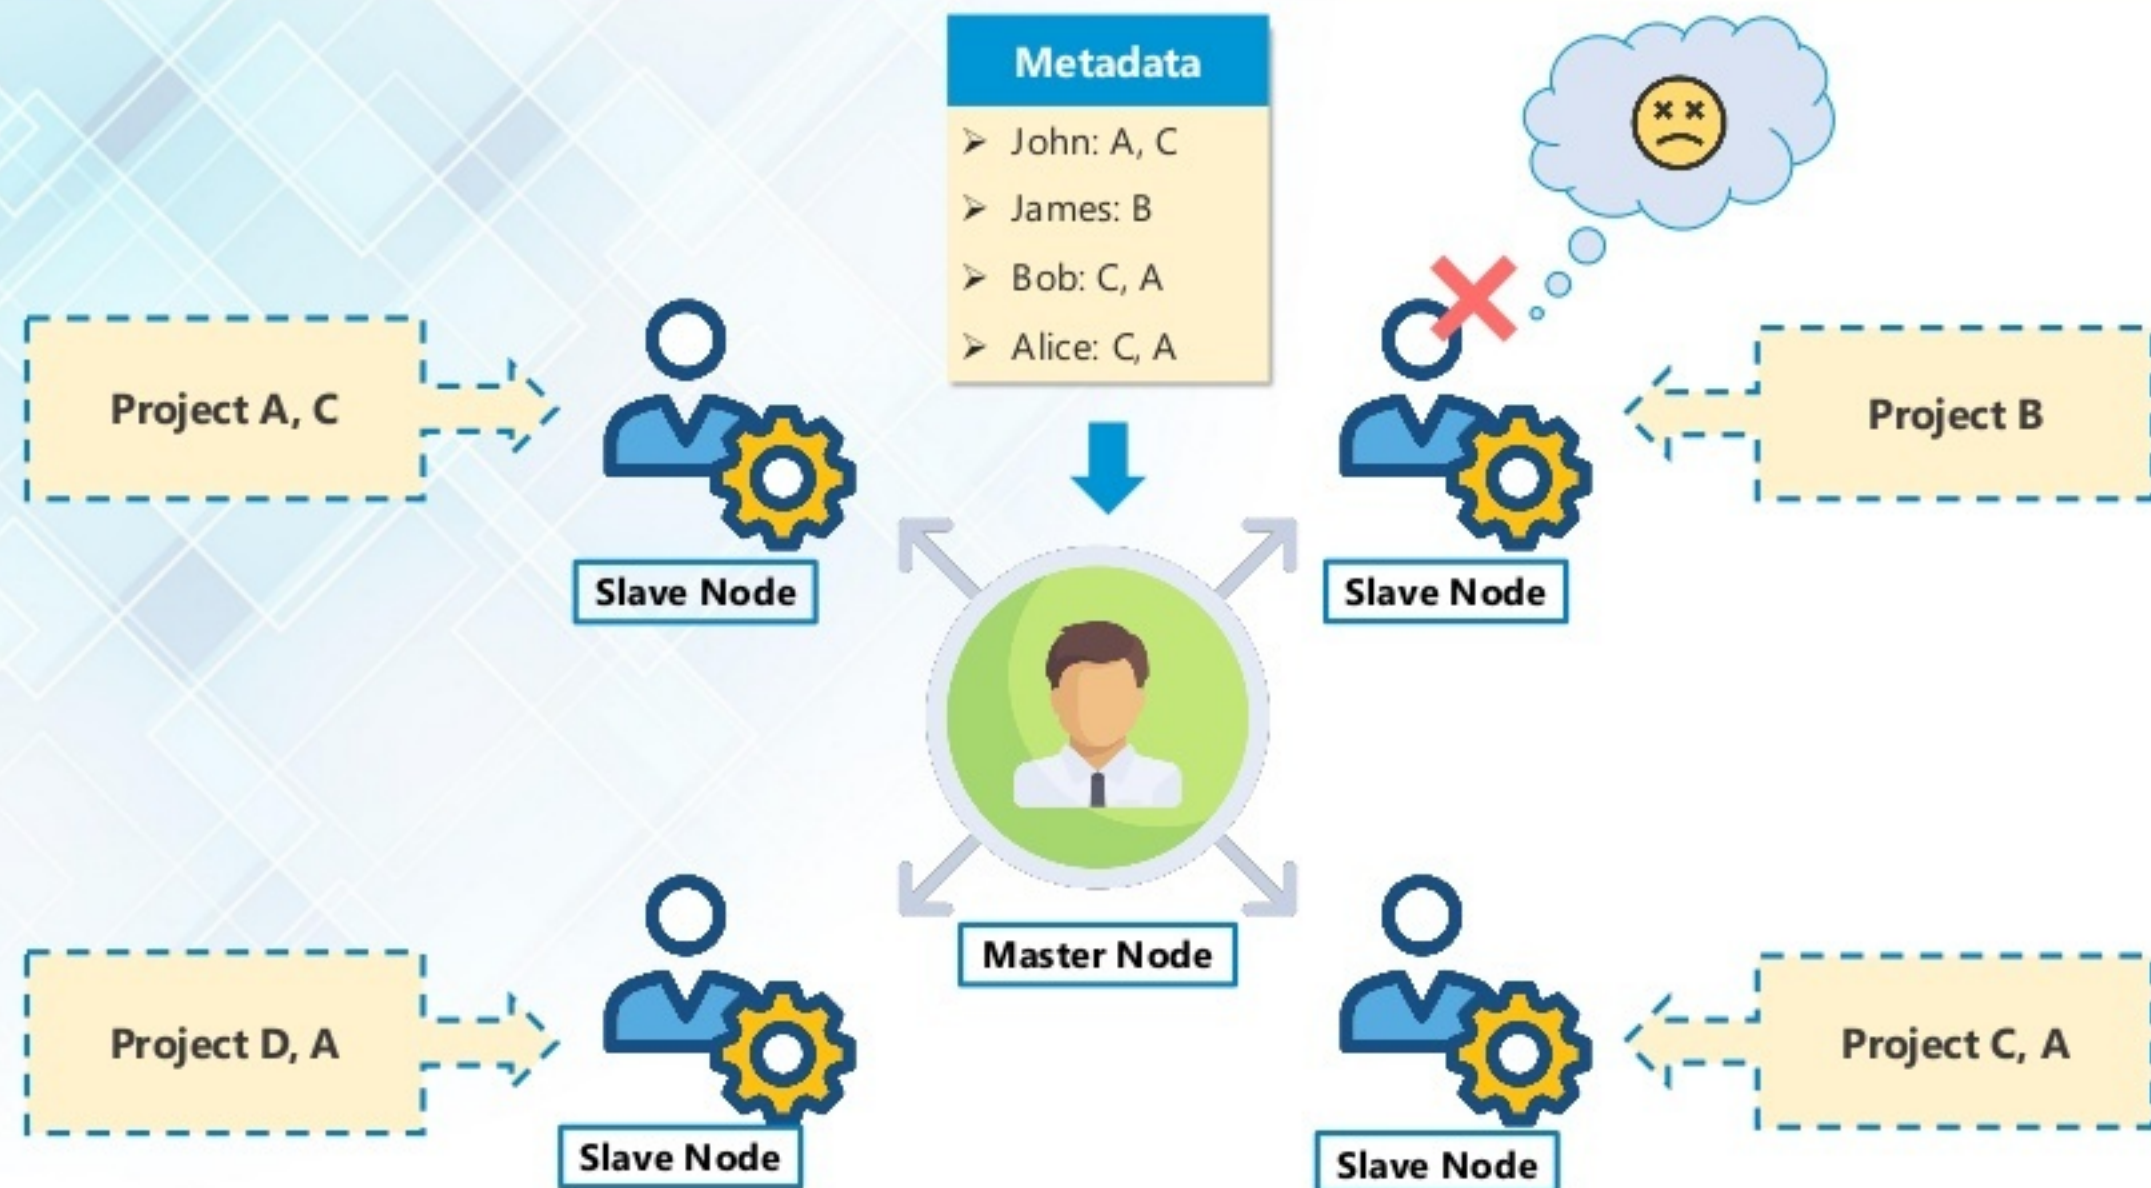 Metadata
John: A, C
James: B
Bob: C, A
Alice: C, A
Project A, C
Project B
Slave Node
Slave Node
Master Node
Project D, A
Project C, A
Slave Node
Slave Node